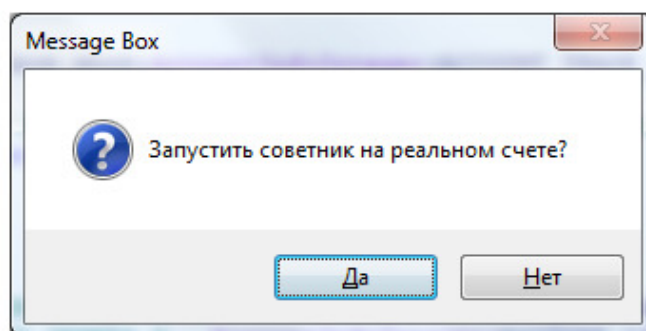 Message Box
Запустить советник на реальном счете?
Да
Нет